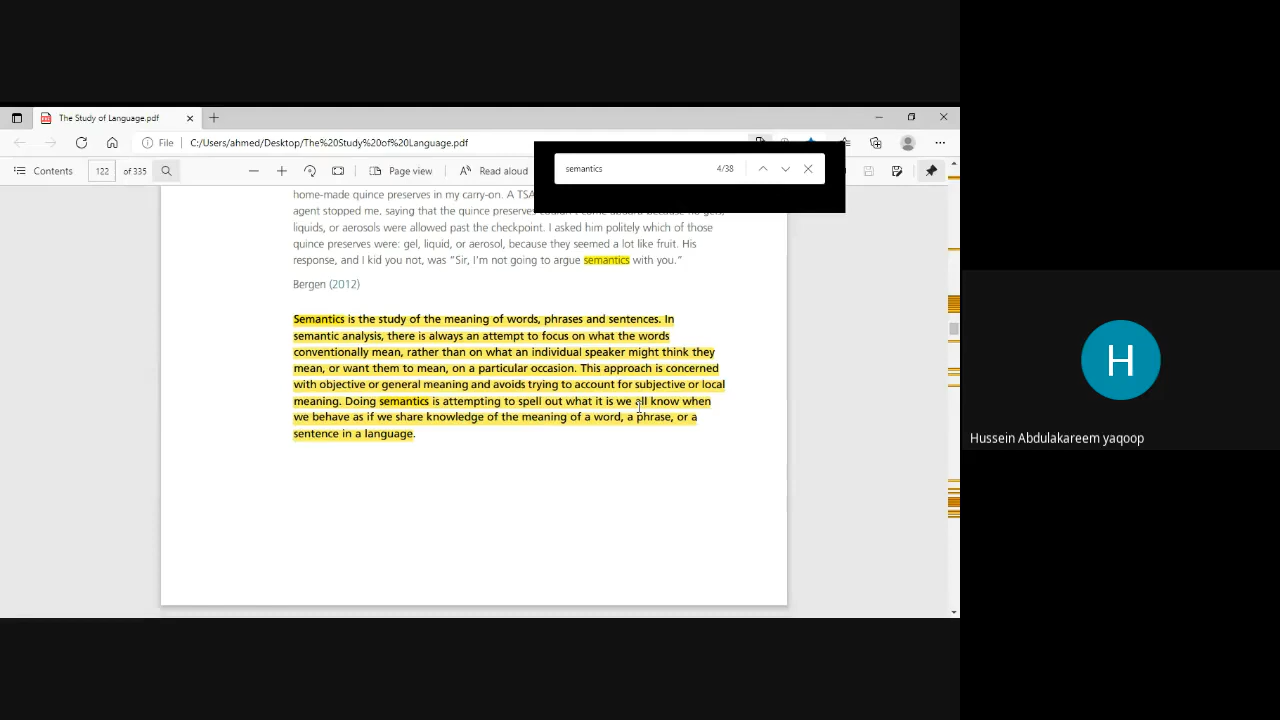 The Study of Language.pdf
File
C:/Users/ahmed/Desktop/The%20Study%20of%20Language.pdf
Contents
122
of 335
Page view
Read aloud
semantics
4/38
home-made quince preserves in my carry-on. A TSA
agent stopped me, saying that the quince preserves couldn't come aboard because no gels,
liquids, or aerosols were allowed past the checkpoint. I asked him politely which of those
quince preserves were: gel, liquid, or aerosol, because they seemed a lot like fruit. His
response, and I kid you not, was “Sir, I'm not going to argue semantics with you.”
Bergen (2012)
Semantics is the study of the meaning of words, phrases and sentences. In
semantic analysis, there is always an attempt to focus on what the words
conventionally mean, rather than on what an individual speaker might think they
mean, or want them to mean, on a particular occasion. This approach is concerned
with objective or general meaning and avoids trying to account for subjective or local
meaning. Doing semantics is attempting to spell out what it is we all know when
we behave as if we share knowledge of the meaning of a word, a phrase, or a
sentence in a language.
H
Hussein Abdulakareem yaqoop